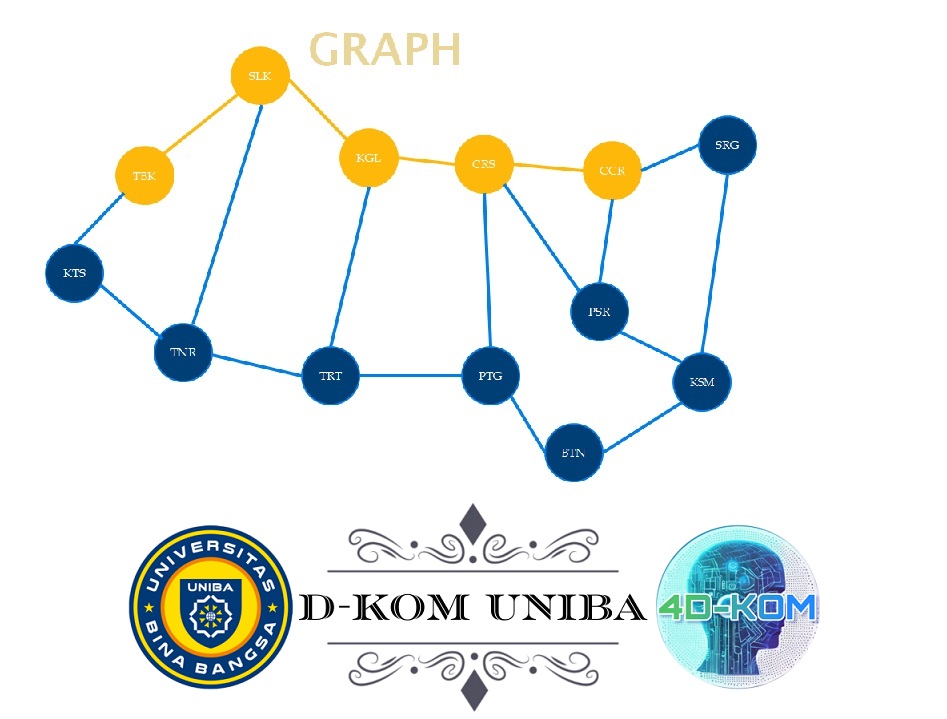 GRAPH
SLK
TBK
KGL
CRS
CCR
SRG
KTS
TNR
TRT
PTG
PSR
KSM
BTN
UNIVERSITAS
UNIBA
BINA BANGSA
D-KOM UNIBA
4D-KOM